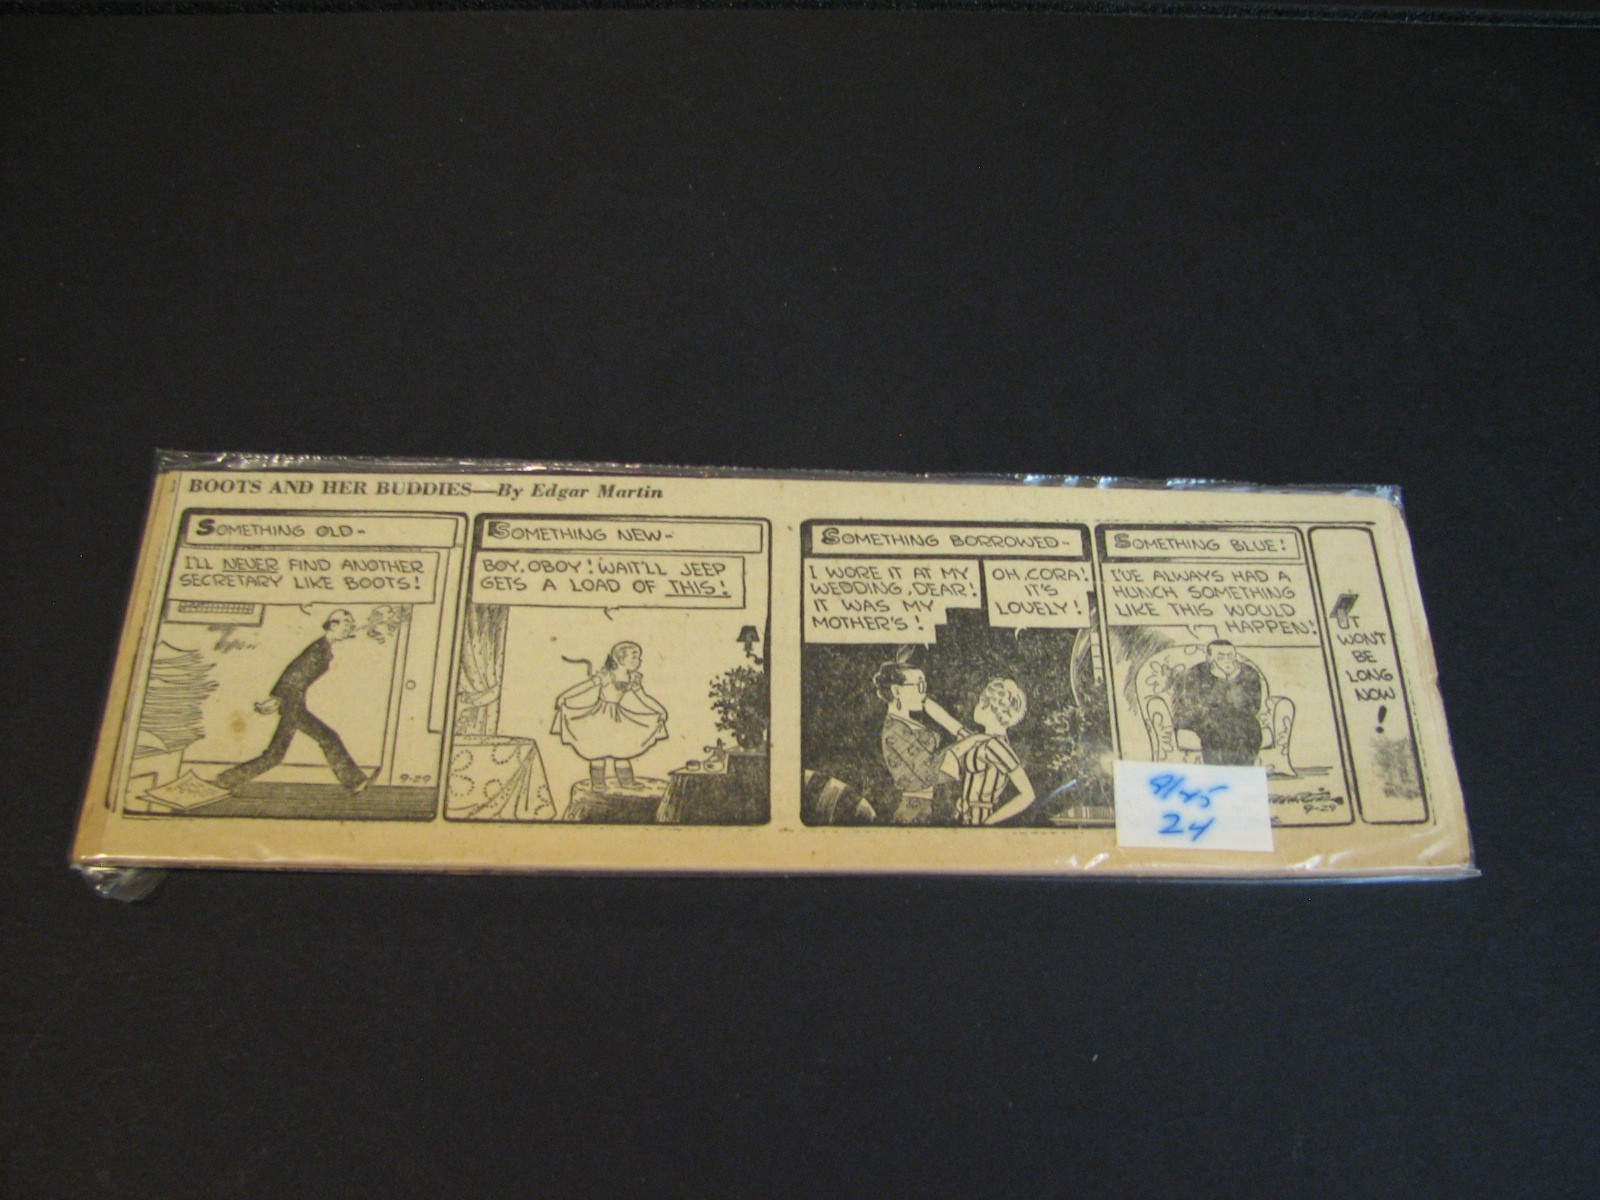 BOOTS AND HER BUDDIES—By Edgar Martin
SOMETHING OLD-
I'LL NEVER FIND ANOTHER
SECRETARY LIKE BOOTS!
9-29
SOMETHING NEW-
BOY, OBOY! WAIT'LL JEEP
GETS A LOAD OF THIS!
SOMETHING BORROWED-
I WORE IT AT MY
WEDDING, DEAR!
IT WAS MY
MOTHER'S!
OH, CORA!
IT'S
LOVELY!
SOMETHING BLUE!
I'VE ALWAYS HAD A
HUNCH SOMETHING
LIKE THIS WOULD
HAPPEN!
9-29
IT
WONT
BE
LONG
NOW
!
9/45
24